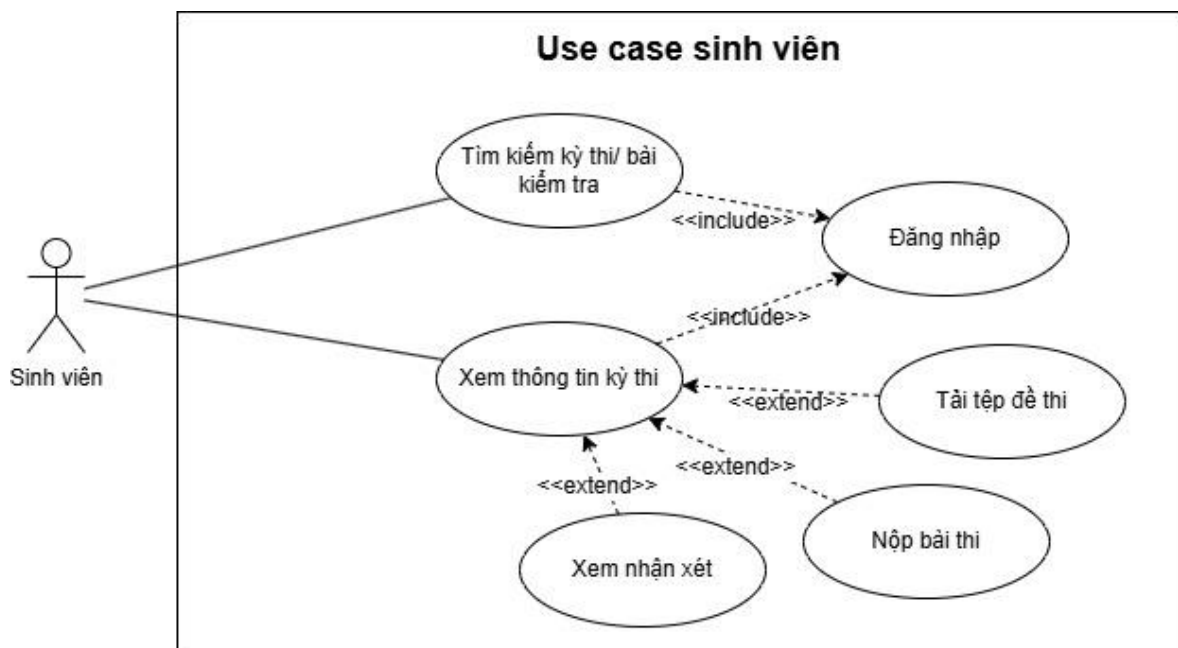 Use case sinh viên
Tìm kiếm kỳ thi/ bài
kiểm tra
<<include>>
Đăng nhập
<<include>>
Sinh viên
Xem thông tin kỳ thi
<<extend>>
Tải tệp đề thi
<<extend>>
<<extend>>
Nộp bài thi
Xem nhận xét